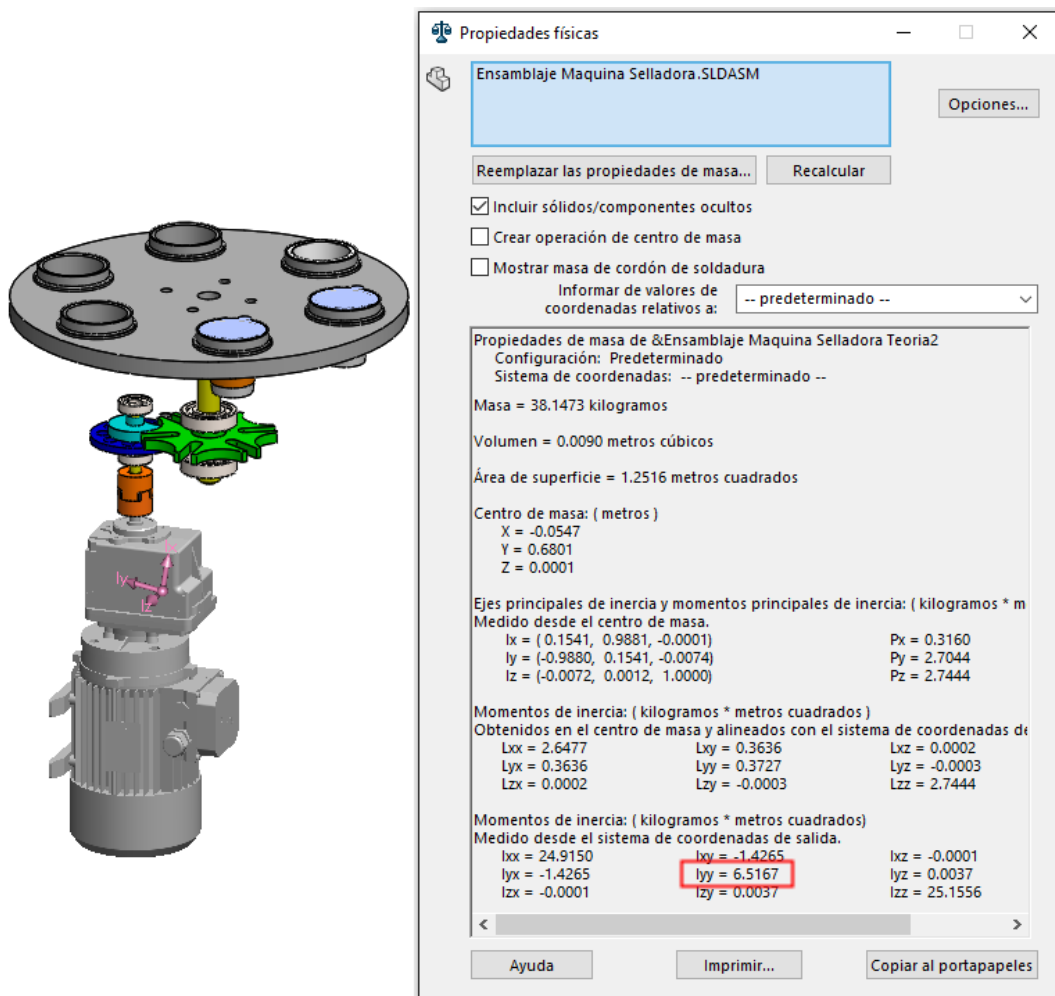 Propiedades físicas
Ensamblaje Maquina Selladora.SLDASM
Opciones...
Reemplazar las propiedades de masa...
Recalcular
Incluir sólidos/componentes ocultos
Crear operación de centro de masa
Mostrar masa de cordón de soldadura
Informar de valores de
coordenadas relativos a:
-- predeterminado --
Propiedades de masa de &Ensamblaje Maquina Selladora Teoria2
Configuración: Predeterminado
Sistema de coordenadas: -- predeterminado --
Masa = 38.1473 kilogramos
Volumen = 0.0090 metros cúbicos
Área de superficie = 1.2516 metros cuadrados
Centro de masa: ( metros )
X = -0.0547
Y = 0.6801
Z = 0.0001
Ejes principales de inercia y momentos principales de inercia: ( kilogramos * m
Medido desde el centro de masa.
Ix = ( 0.1541, 0.9881, -0.0001) Px = 0.3160
Iy = (-0.9880, 0.1541, -0.0074) Py = 2.7044
Iz = (-0.0072, 0.0012, 1.0000) Pz = 2.7444
Momentos de inercia: ( kilogramos * metros cuadrados )
Obtenidos en el centro de masa y alineados con el sistema de coordenadas de
Lxx = 2.6477 Lxy = 0.3636 Lxz = 0.0002
Lyx = 0.3636 Lyy = 0.3727 Lyz = -0.0003
Lzx = 0.0002 Lzy = -0.0003 Lzz = 2.7444
Momentos de inercia: ( kilogramos * metros cuadrados)
Medido desde el sistema de coordenadas de salida.
Ixx = 24.9150 Ixy = -1.4265 Ixz = -0.0001
Iyx = -1.4265 Iyy = 6.5167 Iyz = 0.0037
Izx = -0.0001 Izy = 0.0037 Izz = 25.1556
Ayuda
Imprimir...
Copiar al portapapeles
Ix
Iy
Iz